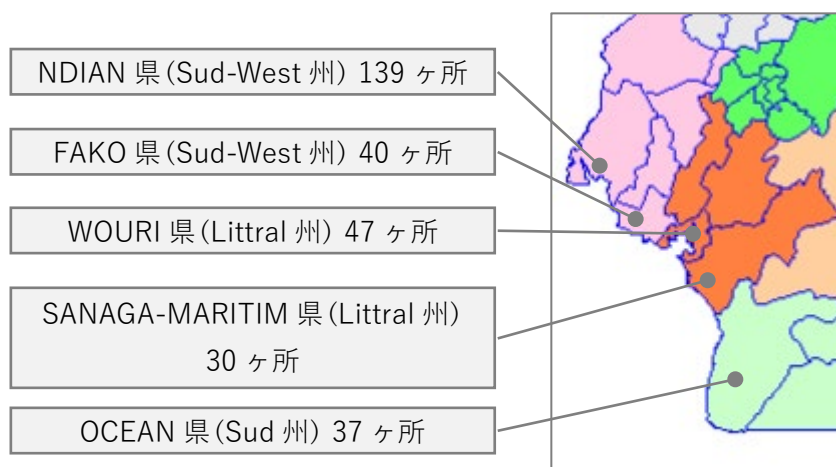 NDIAN 県(Sud-West 州) 139 ヶ所
FAKO 県(Sud-West 州) 40 ヶ所
WOURI 県(Littral 州) 47 ヶ所
SANAGA-MARITIM 県(Littral 州)
30 ヶ所
OCEAN 県(Sud 州) 37 ヶ所